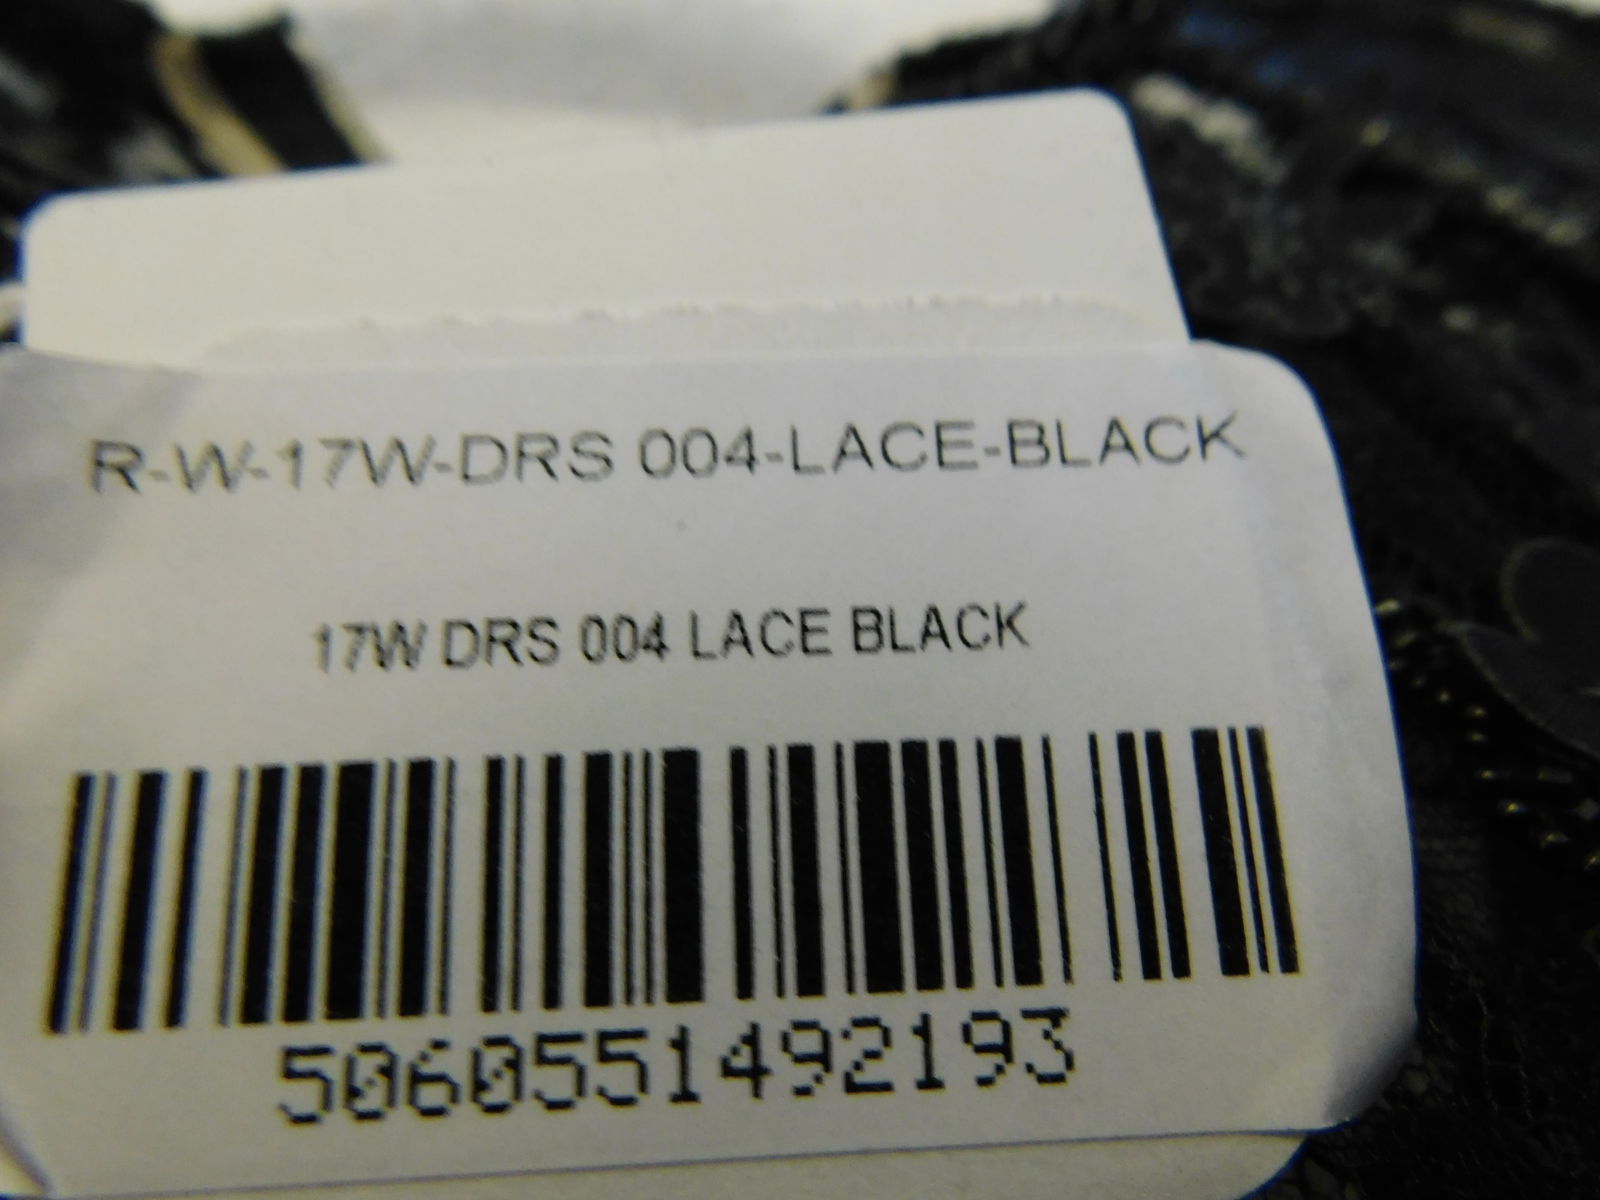 R-W-17W-DRS 004-LACE-BLACK
17W DRS 004 LACE BLACK
5060551492193